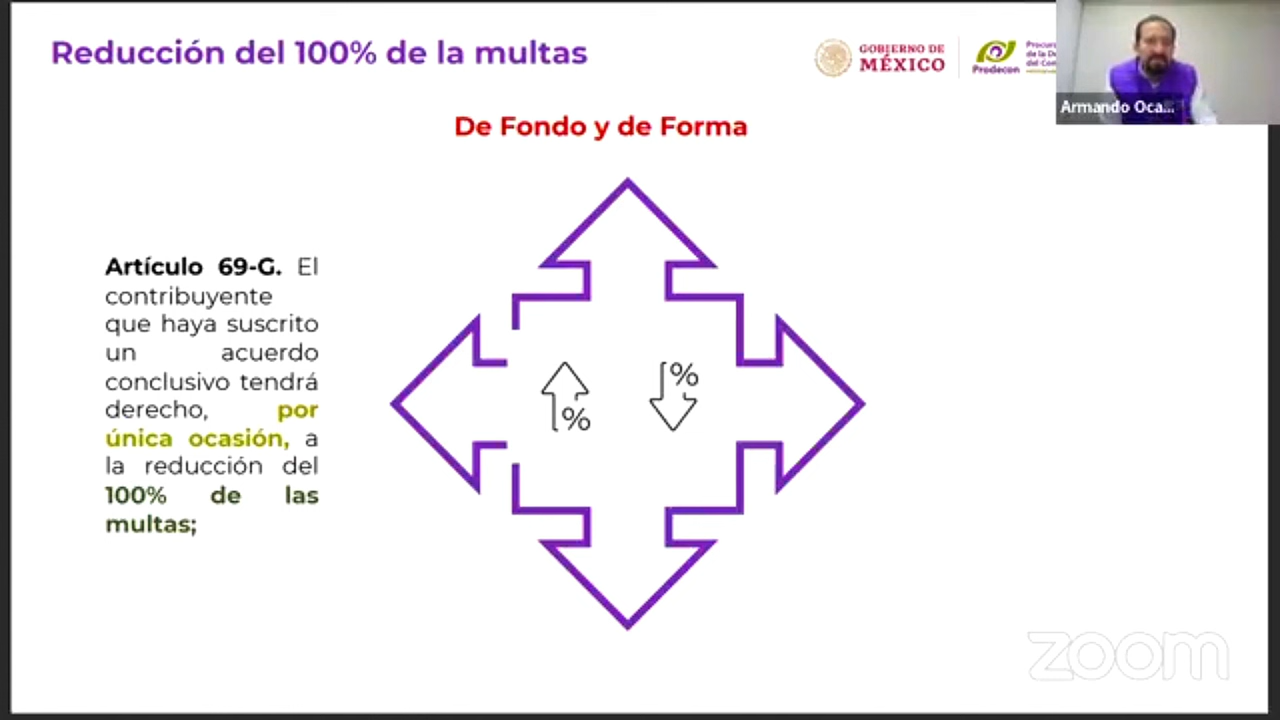 Reducción del 100% de la multas
GOBIERNO DE
MÉXICO
Prodecon
Armando Oca...
De Fondo y de Forma
Artículo 69-G. El
contribuyente
que haya suscrito
un acuerdo
conclusivo tendrá
derecho, por
única ocasión, a
la reducción del
100% de las
multas;
%
%
zoom